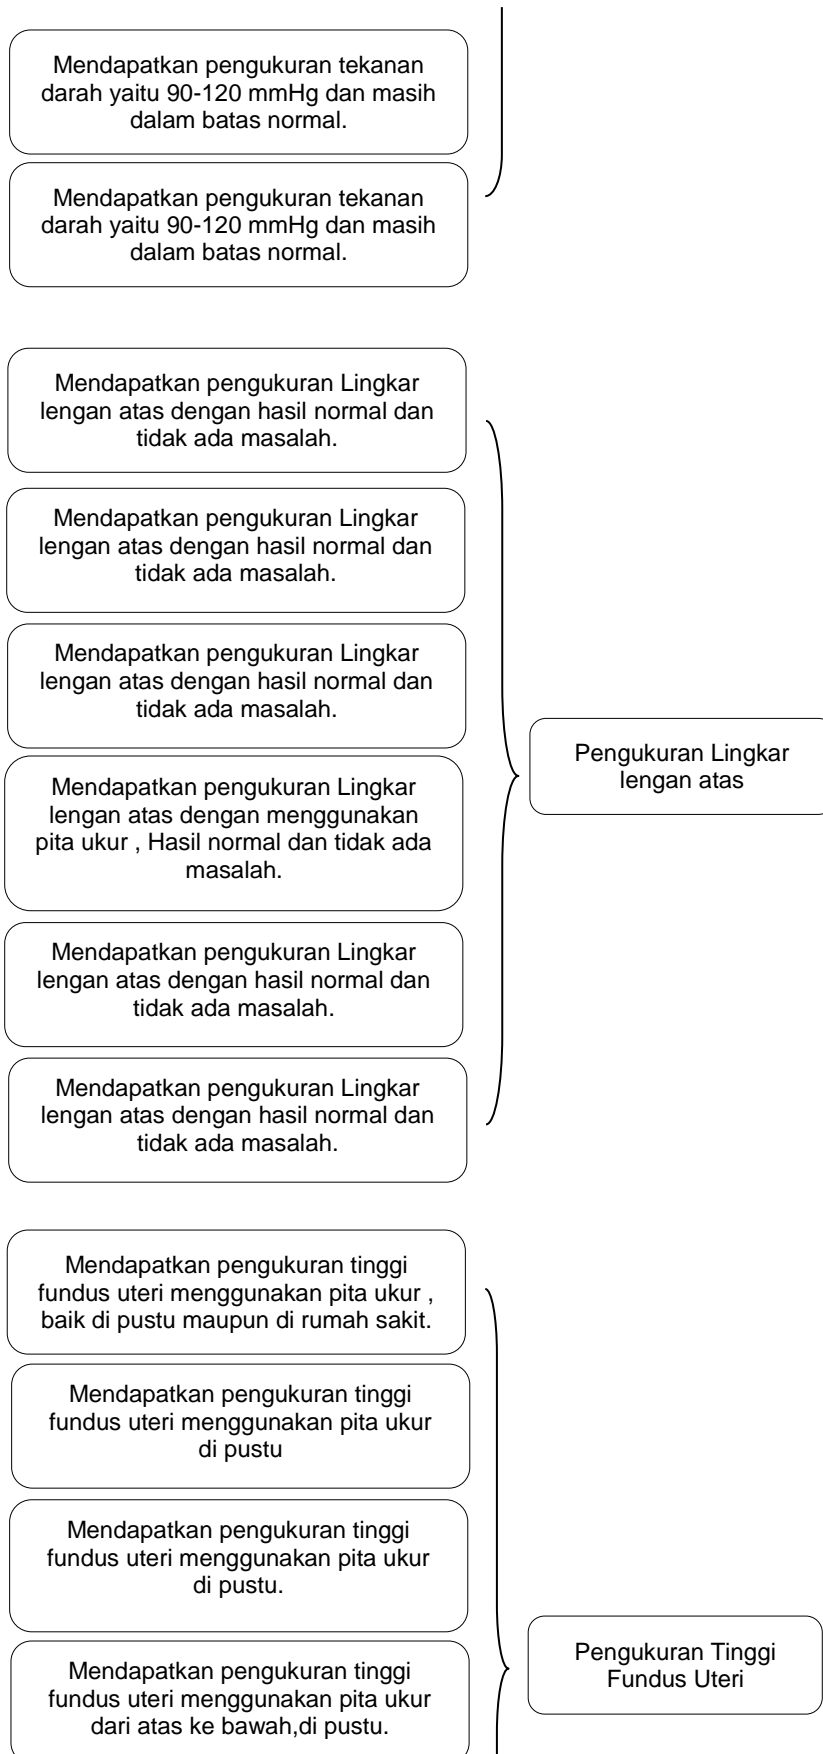 Mendapatkan pengukuran tekanan
darah yaitu 90-120 mmHg dan masih
dalam batas normal.
Mendapatkan pengukuran tekanan
darah yaitu 90-120 mmHg dan masih
dalam batas normal.
Mendapatkan pengukuran Lingkar
lengan atas dengan hasil normal dan
tidak ada masalah.
Mendapatkan pengukuran Lingkar
lengan atas dengan hasil normal dan
tidak ada masalah.
Mendapatkan pengukuran Lingkar
lengan atas dengan hasil normal dan
tidak ada masalah.
Mendapatkan pengukuran Lingkar
lengan atas dengan menggunakan
pita ukur , Hasil normal dan tidak ada
masalah.
Mendapatkan pengukuran Lingkar
lengan atas dengan hasil normal dan
tidak ada masalah.
Mendapatkan pengukuran Lingkar
lengan atas dengan hasil normal dan
tidak ada masalah.
Pengukuran Lingkar
lengan atas
Mendapatkan pengukuran tinggi
fundus uteri menggunakan pita ukur ,
baik di pustu maupun di rumah sakit.
Mendapatkan pengukuran tinggi
fundus uteri menggunakan pita ukur
di pustu
Mendapatkan pengukuran tinggi
fundus uteri menggunakan pita ukur
di pustu.
Mendapatkan pengukuran tinggi
fundus uteri menggunakan pita ukur
dari atas ke bawah,di pustu.
Pengukuran Tinggi
Fundus Uteri